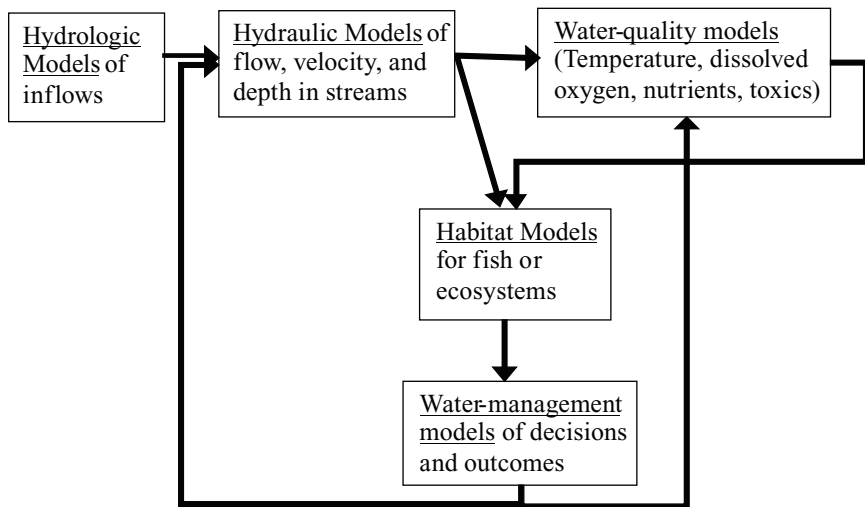 Hydrologic
Models of
inflows
Hydraulic Models of
flow, velocity, and
depth in streams
Water-quality models
(Temperature, dissolved
oxygen, nutrients, toxics)
Habitat Models
for fish or
ecosystems
Water-management
models of decisions
and outcomes